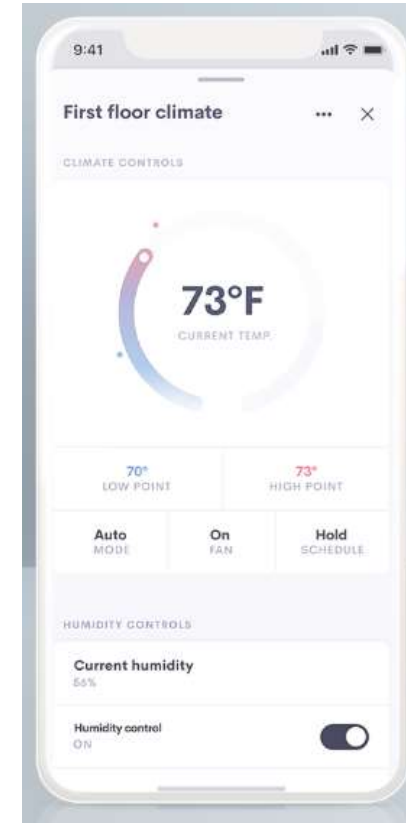 9:41
First floor climate
CLIMATE CONTROLS
73°F
CURRENT TEMP.
70°
LOW POINT
73°
HIGH POINT
Auto
MODE
On
FAN
Hold
SCHEDULE
HUMIDITY CONTROLS
Current humidity
56%
Humidity control
ON